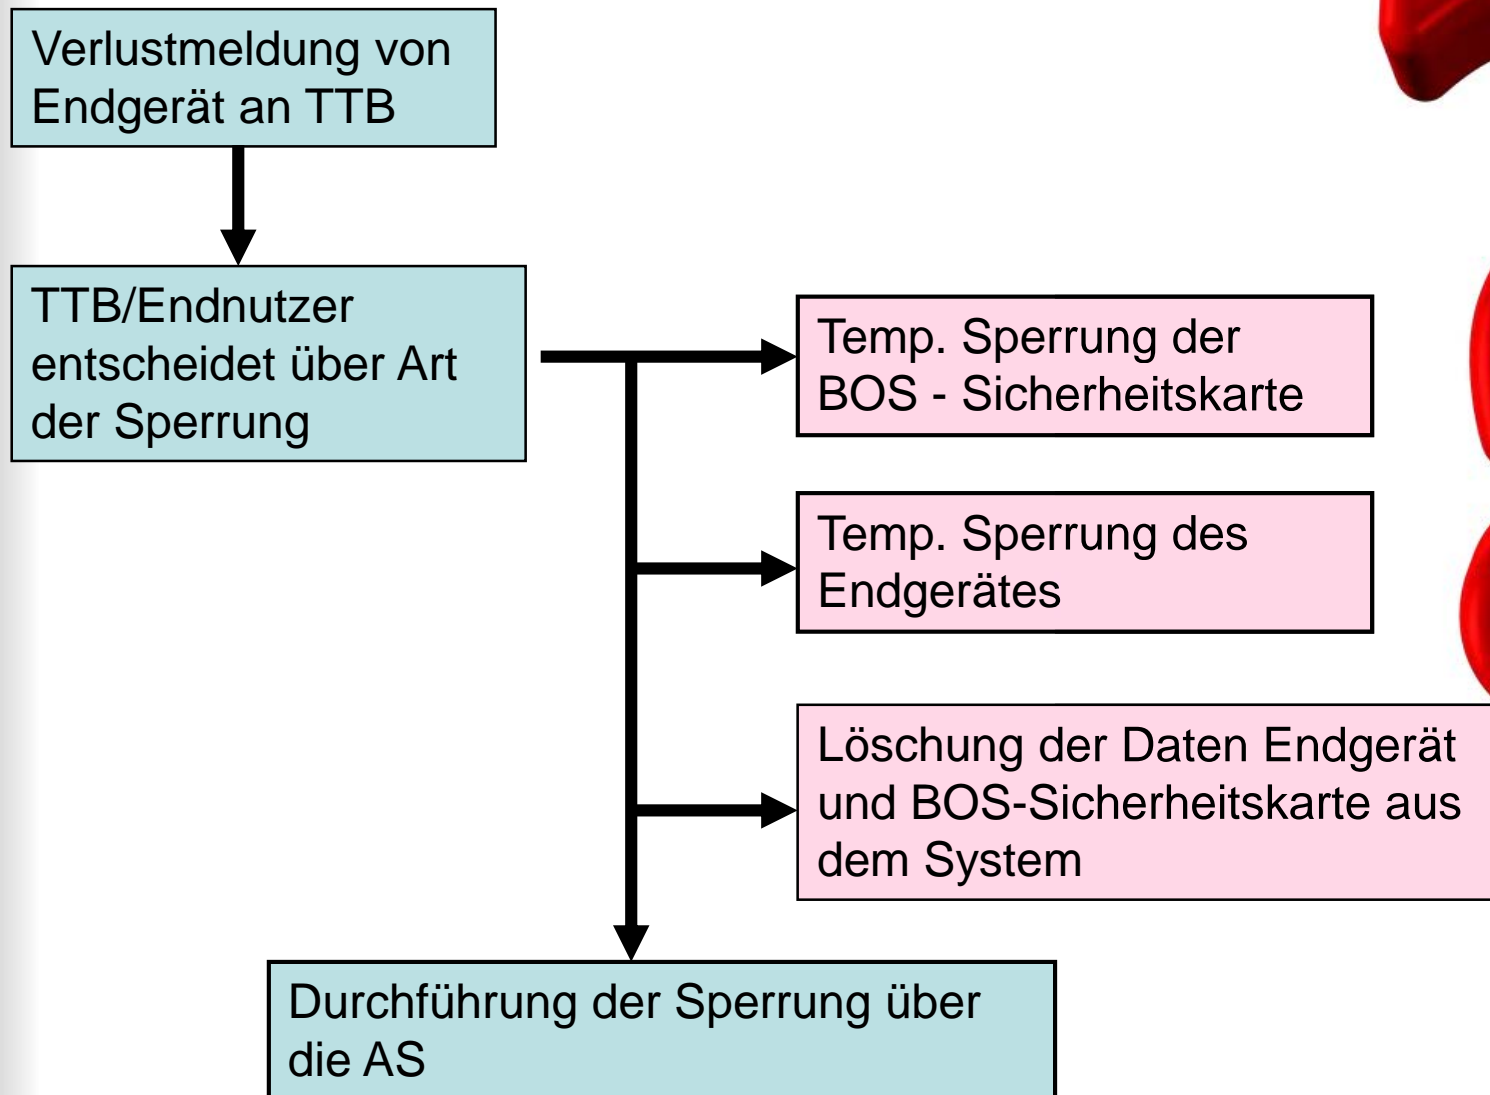 Verlustmeldung von
Endgerät an TTB
TTB/Endnutzer
entscheidet über Art
der Sperrung
Temp. Sperrung der
BOS - Sicherheitskarte
Temp. Sperrung des
Endgerätes
Löschung der Daten Endgerät
und BOS-Sicherheitskarte aus
dem System
Durchführung der Sperrung über
die AS